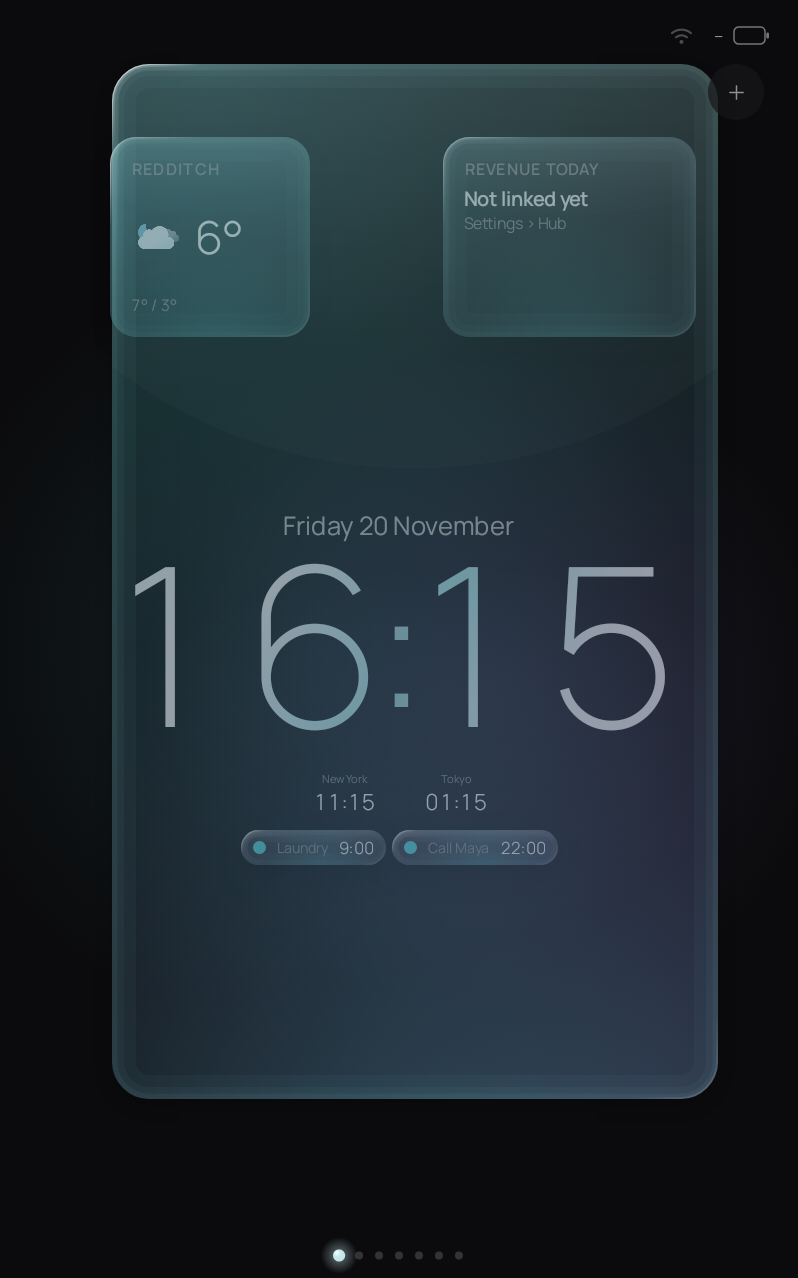 REDDITCH
6°
7° / 3°
REVENUE TODAY
Not linked yet
Settings › Hub
Friday 20 November
16:15
New York
11:15
Tokyo
01:15
Laundry 9:00
Call Maya 22:00